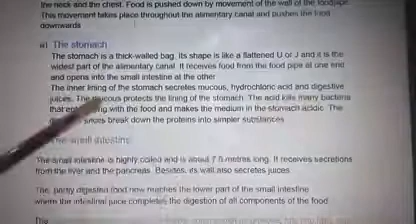 the neck and the chest. Food is pushed down by movement of the wall of the foodpipe.
This movement takes place throughout the alimentary canal and pushes the food
downwards
a) The stomach
The stomach is a thick-walled bag. Its shape is like a flattened U or J and it is the
widest part of the alimentary canal. It receives food from the food pipe at one end
and opens into the small intestine at the other
The inner lining of the stomach secretes mucous, hydrochloric acid and digestive
juices. The mucous protects the lining of the stomach. The acid kills many bacteria
that with the food and makes the medium in the stomach acidic. The
juices break down the proteins into simpler substances
small intestine
The small intestine is highly coiled and is about 7.5 metres long. It receives secretions
from the liver and the pancreas. Besides, its wall also secretes juices.
The partly digested food now reaches the lower part of the small intestine
where the intestinal juice completes the digestion of all components of the food
The